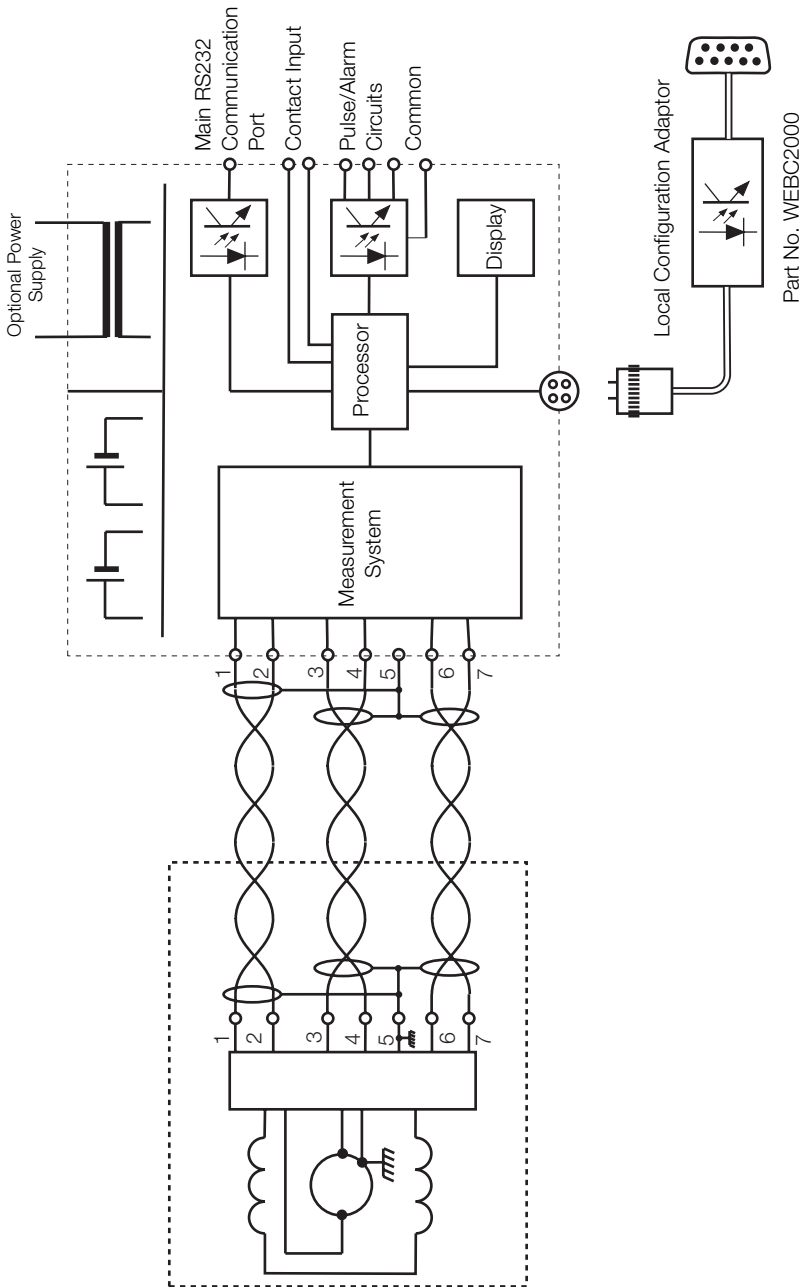 Optional Power
Supply
Main RS232
Communication
Port
Contact Input
Pulse/Alarm
Circuits
Common
Display
Processor
Measurement
System
1
2
3
4
5
6
7
1
2
3
4
5
6
7
Local Configuration Adaptor
Part No. WEBC2000